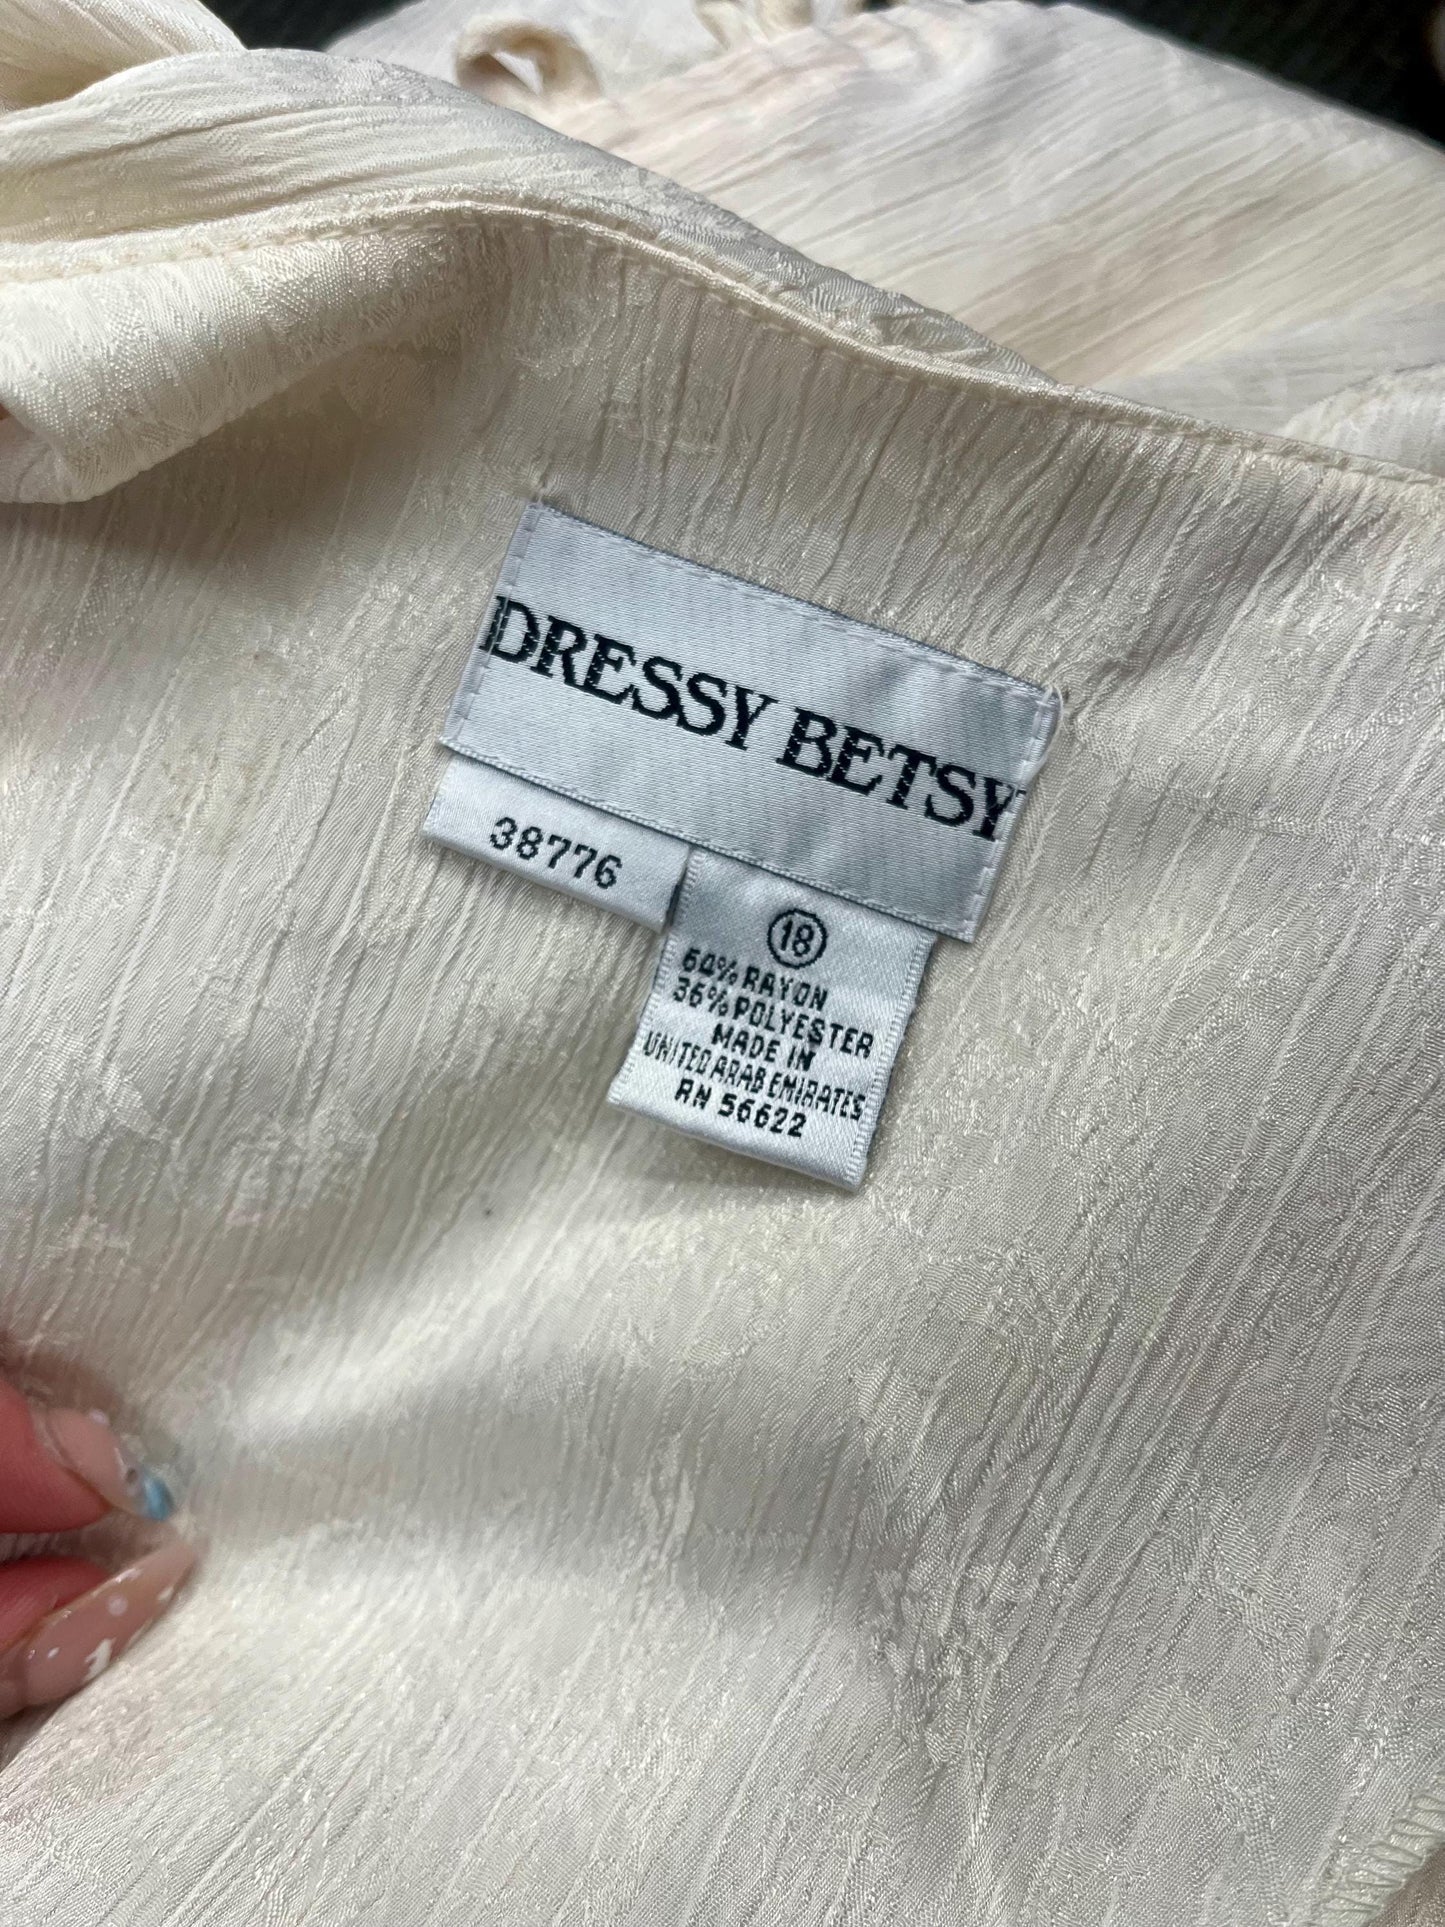 DRESSY BETSY
38776
18
64% RAYON
36% POLYESTER
MADE IN
UNITED ARAB EMIRATES
RN 56622